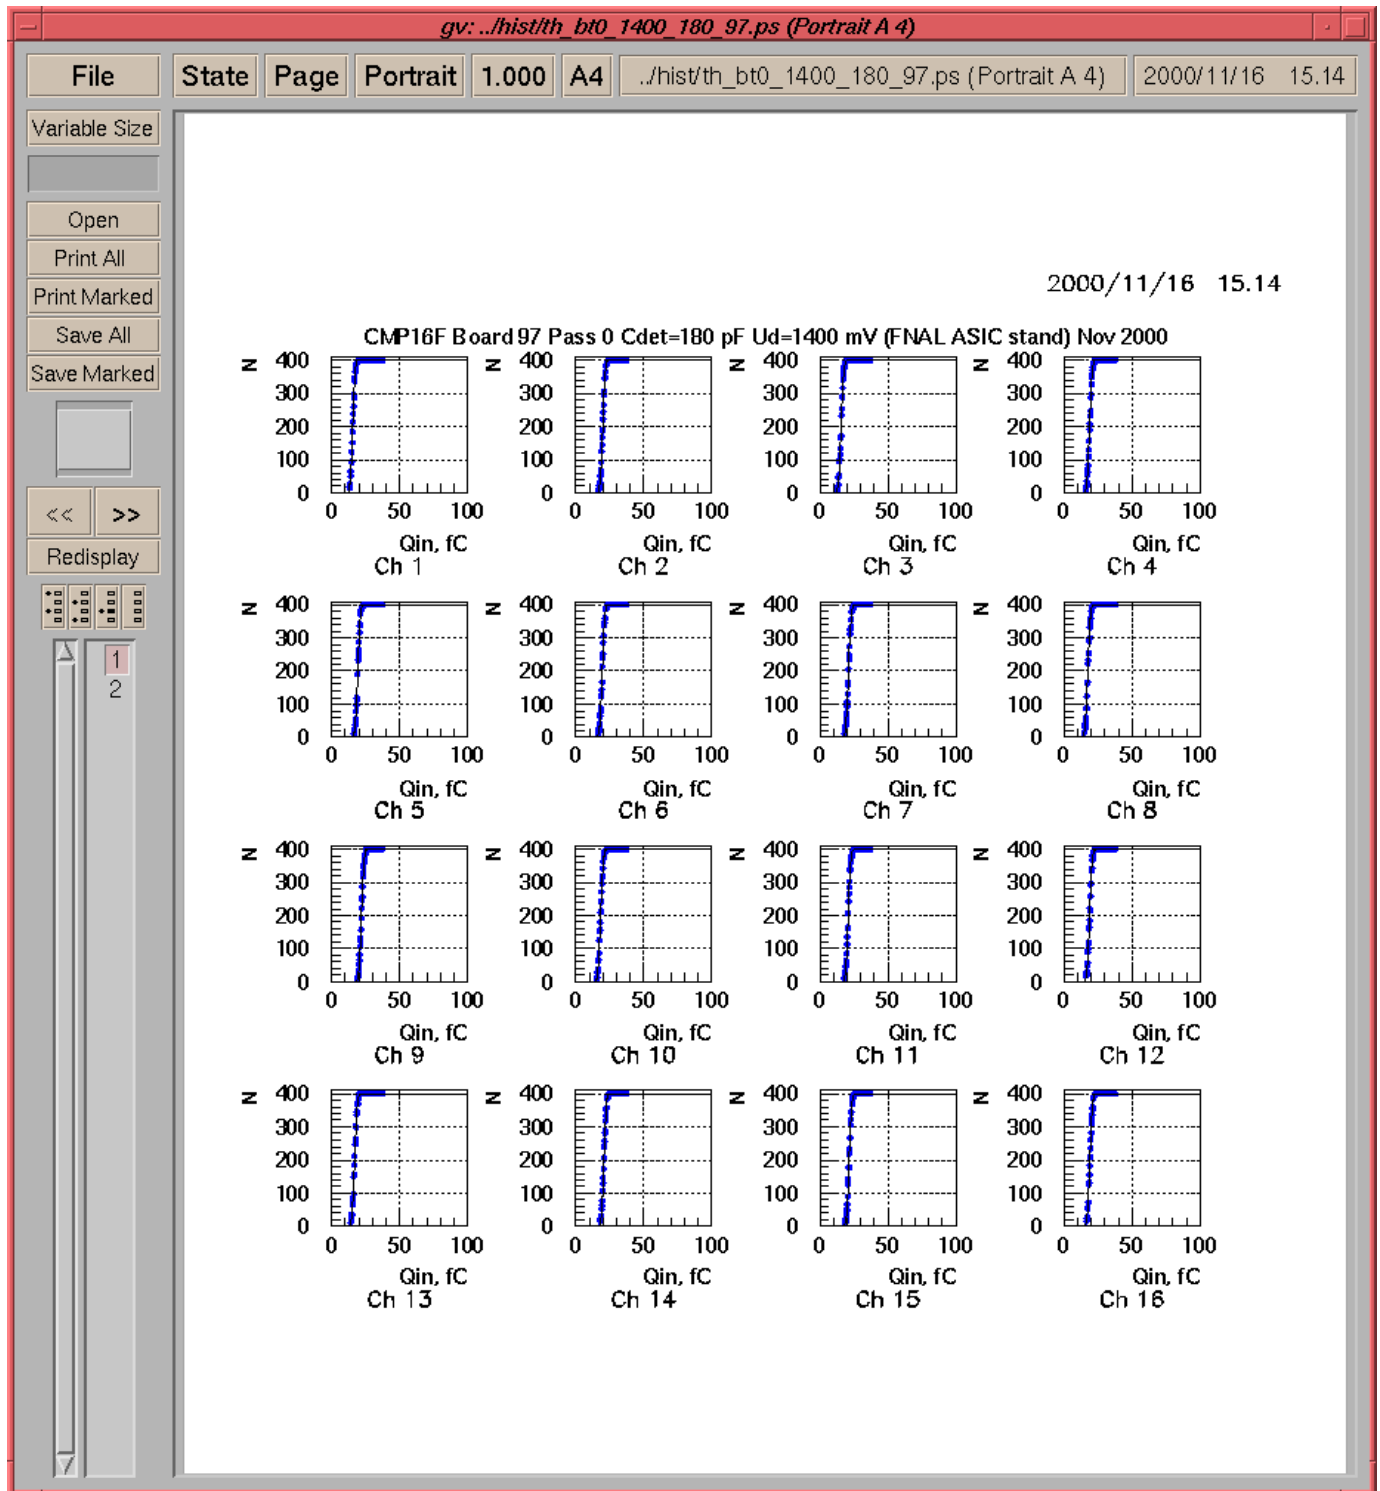 gv: ../hist/th_bt0_1400_180_97.ps (Portrait A 4)
File State Page Portrait 1.000 A4 ../hist/th_bt0_1400_180_97.ps (Portrait A 4) 2000/11/16 15.14
Variable Size
Open
Print All
Print Marked
Save All
Save Marked
<< >>
Redisplay
1
2
2000/11/16 15.14
CMP16F Board 97 Pass 0 Cdet=180 pF Ud=1400 mV (FNAL ASIC stand) Nov 2000
N 400 N 400 N 400 N 400
300 300 300 300
200 200 200 200
100 100 100 100
0 0 0 0
0 50 100 0 50 100 0 50 100 0 50 100
Qin, fC Qin, fC Qin, fC Qin, fC
Ch 1 Ch 2 Ch 3 Ch 4
N 400 N 400 N 400 N 400
300 300 300 300
200 200 200 200
100 100 100 100
0 0 0 0
0 50 100 0 50 100 0 50 100 0 50 100
Qin, fC Qin, fC Qin, fC Qin, fC
Ch 5 Ch 6 Ch 7 Ch 8
N 400 N 400 N 400 N 400
300 300 300 300
200 200 200 200
100 100 100 100
0 0 0 0
0 50 100 0 50 100 0 50 100 0 50 100
Qin, fC Qin, fC Qin, fC Qin, fC
Ch 9 Ch 10 Ch 11 Ch 12
N 400 N 400 N 400 N 400
300 300 300 300
200 200 200 200
100 100 100 100
0 0 0 0
0 50 100 0 50 100 0 50 100 0 50 100
Qin, fC Qin, fC Qin, fC Qin, fC
Ch 13 Ch 14 Ch 15 Ch 16